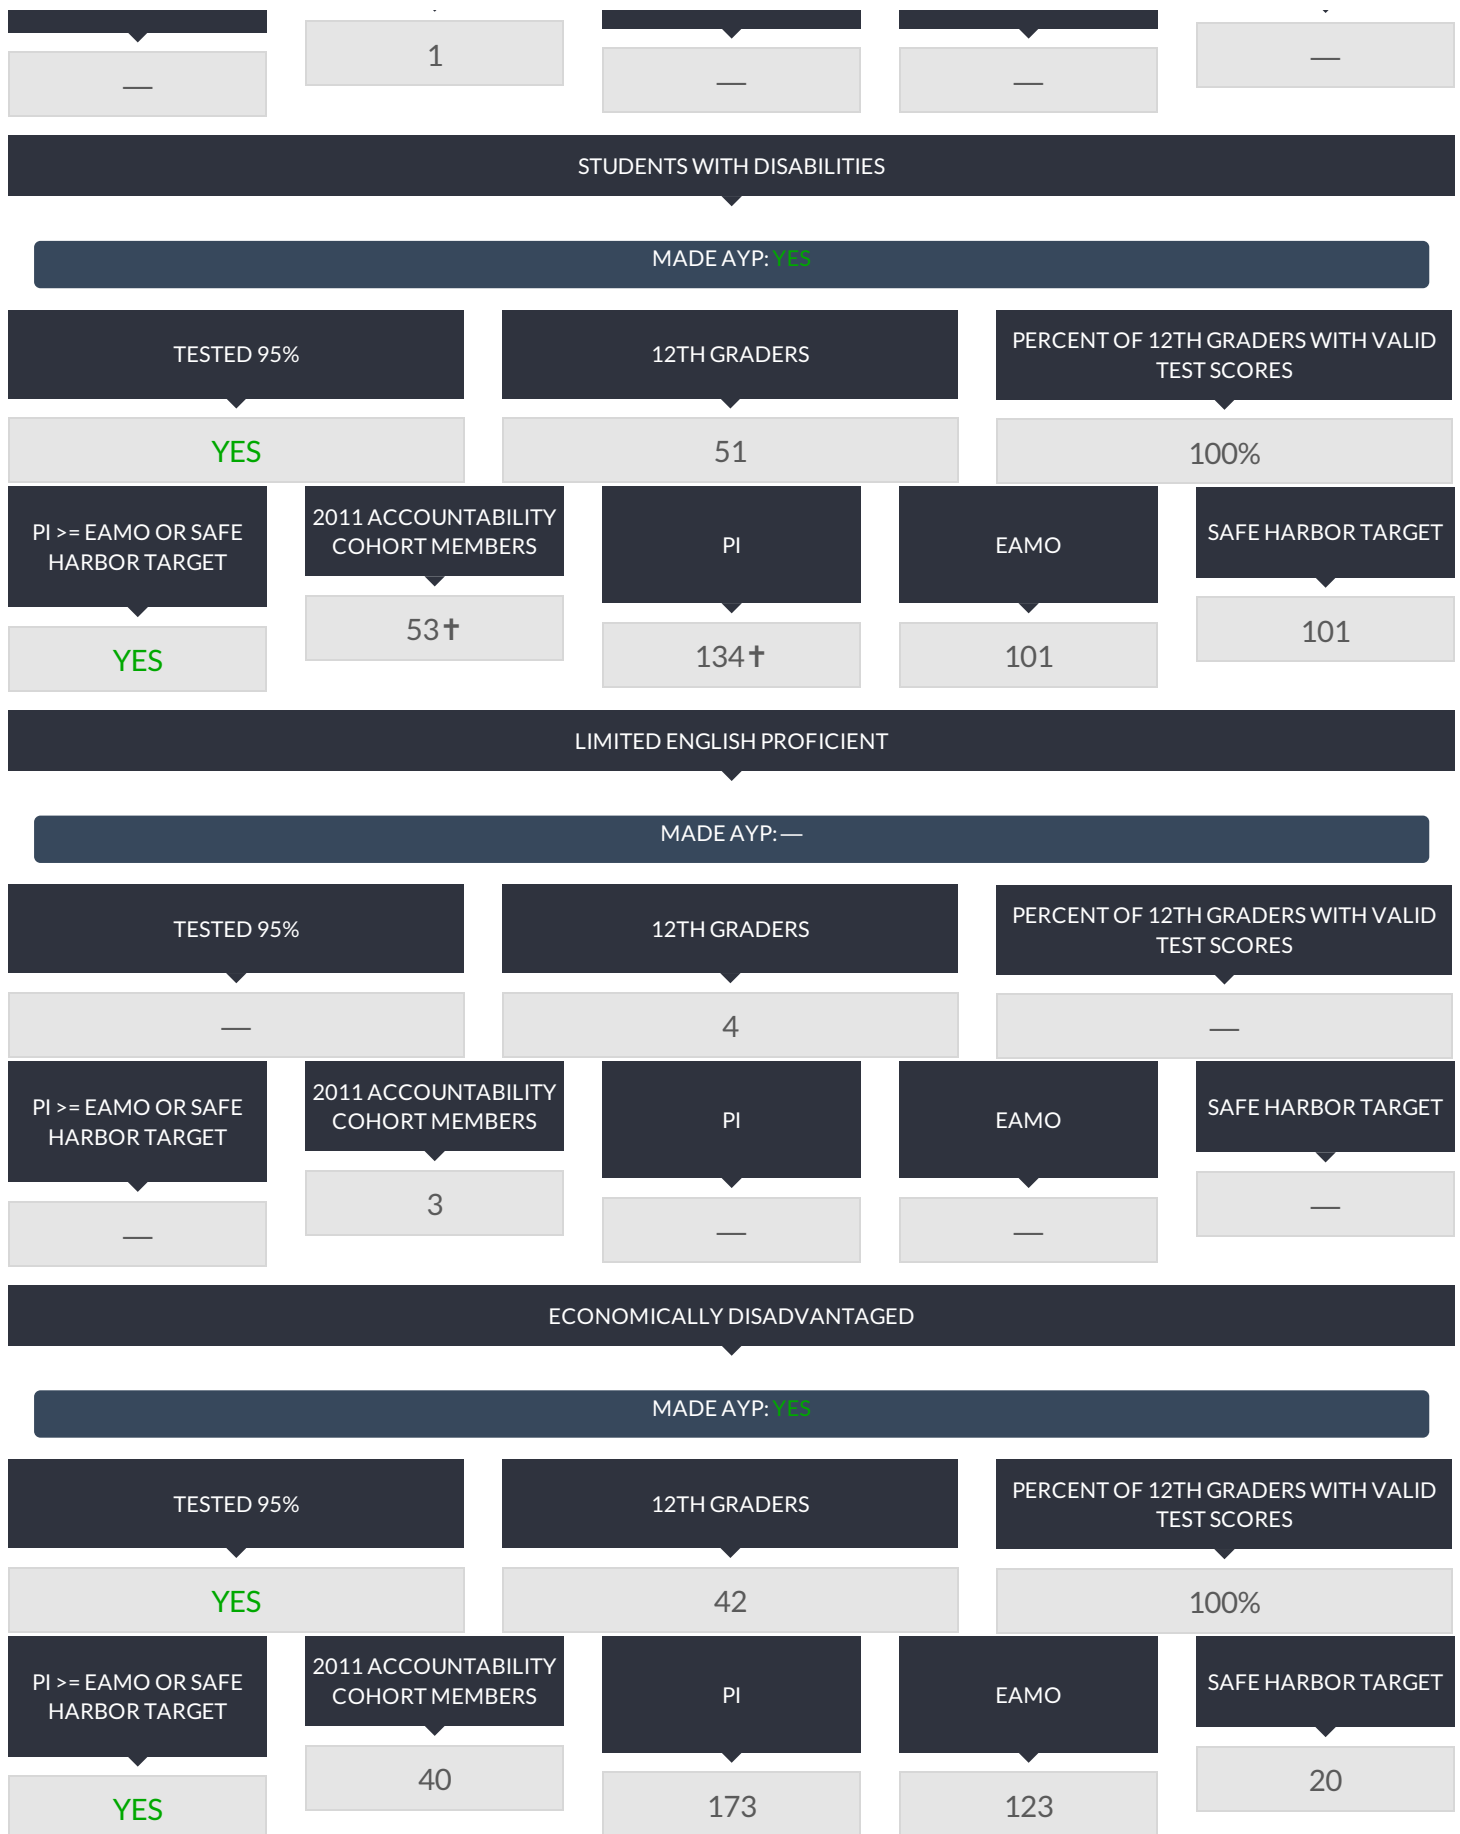 —
1
—
—
—
STUDENTS WITH DISABILITIES
MADE AYP: YES
TESTED 95%
12TH GRADERS
PERCENT OF 12TH GRADERS WITH VALID
TEST SCORES
YES
51
100%
PI >= EAMO OR SAFE
HARBOR TARGET
2011 ACCOUNTABILITY
COHORT MEMBERS
PI
EAMO
SAFE HARBOR TARGET
YES
53✝
134✝
101
101
LIMITED ENGLISH PROFICIENT
MADE AYP: —
TESTED 95%
12TH GRADERS
PERCENT OF 12TH GRADERS WITH VALID
TEST SCORES
—
4
—
PI >= EAMO OR SAFE
HARBOR TARGET
2011 ACCOUNTABILITY
COHORT MEMBERS
PI
EAMO
SAFE HARBOR TARGET
—
3
—
—
—
ECONOMICALLY DISADVANTAGED
MADE AYP: YES
TESTED 95%
12TH GRADERS
PERCENT OF 12TH GRADERS WITH VALID
TEST SCORES
YES
42
100%
PI >= EAMO OR SAFE
HARBOR TARGET
2011 ACCOUNTABILITY
COHORT MEMBERS
PI
EAMO
SAFE HARBOR TARGET
YES
40
173
123
20